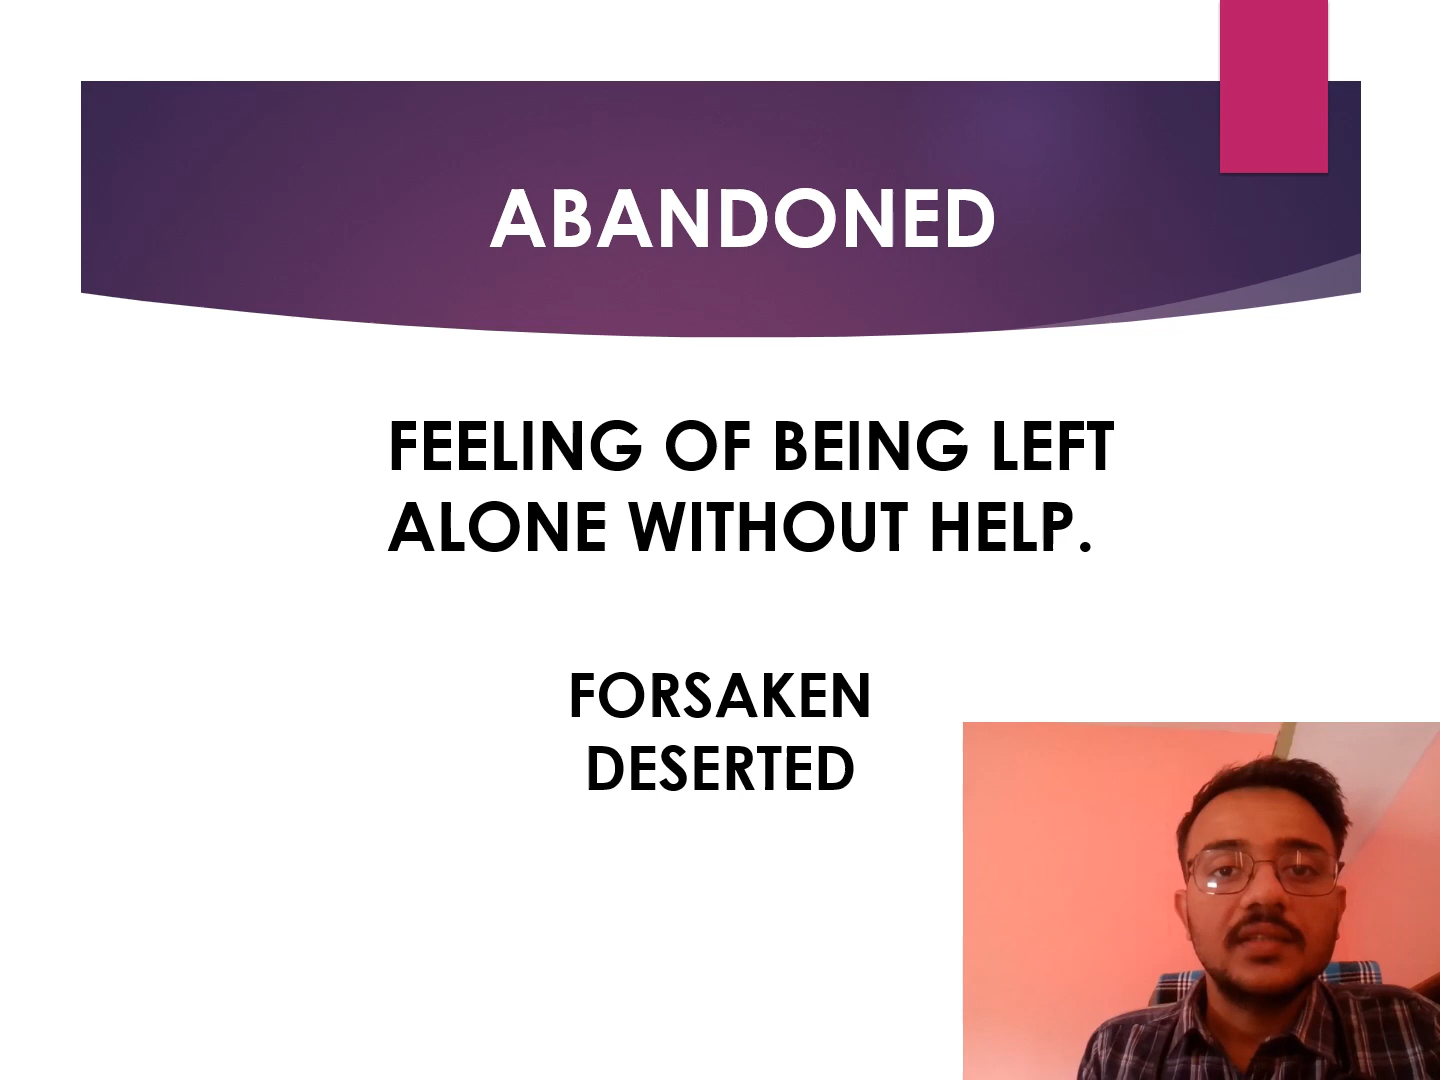 ABANDONED
FEELING OF BEING LEFT
ALONE WITHOUT HELP.
FORSAKEN
DESERTED